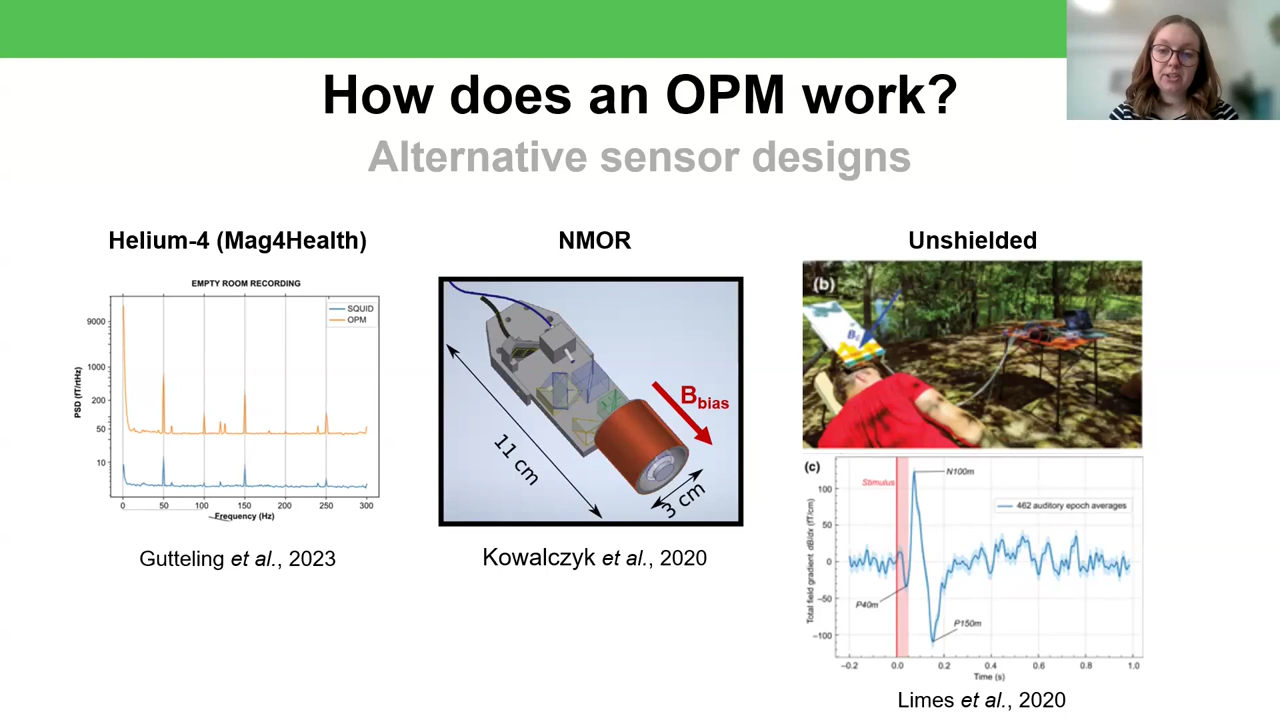 How does an OPM work?
Alternative sensor designs
Helium-4 (Mag4Health)
EMPTY ROOM RECORDING
SQUID
OPM
PSD (fT/rtHz)
9000
1000
200
50
10
0 50 100 150 200 250 300
Frequency (Hz)
Gutteling et al., 2023
NMOR
Bbias
11 cm
3 cm
Kowalczyk et al., 2020
Unshielded
(b)
(c)
Stimulus
N100m
462 auditory epoch averages
P40m
P150m
Total field gradient dB/dx (fT/cm)
100
50
0
−50
−100
−0.2 0.0 0.2 0.4 0.6 0.8 1.0
Time (s)
Limes et al., 2020